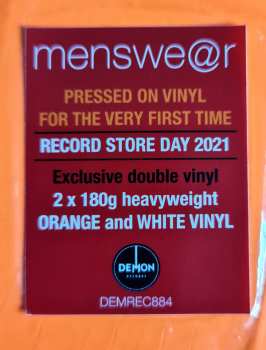 menswe@r
PRESSED ON VINYL
FOR THE VERY FIRST TIME
RECORD STORE DAY 2021
Exclusive double vinyl
2 x 180g heavyweight
ORANGE and WHITE VINYL
DEMON
RECORDS
DEMREC884